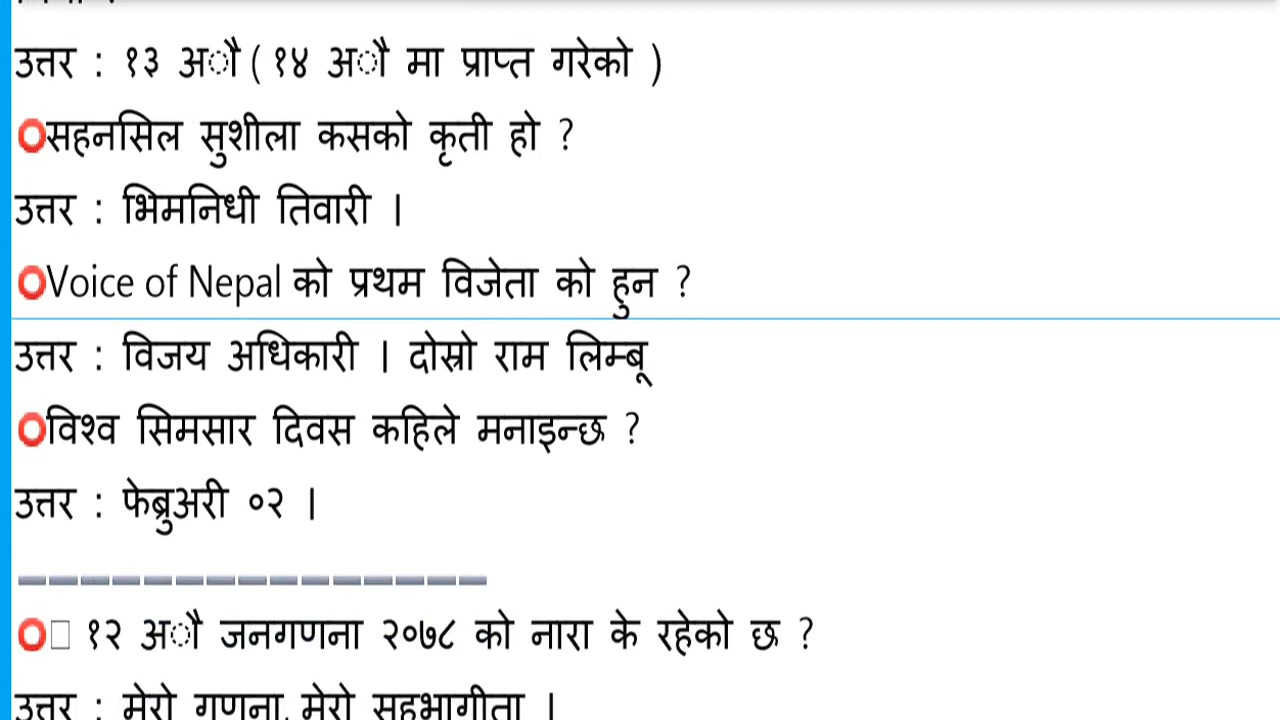 उत्तर : १३ अाै ( १४ अाै मा प्राप्त गरेको )
⭕सहनसिल सुशीला कसको कृती हो ?
उत्तर : भिमनिधी तिवारी ।
⭕Voice of Nepal को प्रथम विजेता को हुन ?
उत्तर : विजय अधिकारी । दोस्रो राम लिम्बू
⭕विश्व सिमसार दिवस कहिले मनाइन्छ ?
उत्तर : फेब्रुअरी ०२ ।
➖➖➖➖➖➖➖➖➖➖➖➖➖➖➖
⭕ १२ अाै जनगणना २०७८ को नारा के रहेको छ ?
उत्तर : मेरो गणना, मेरो सहभागीता ।